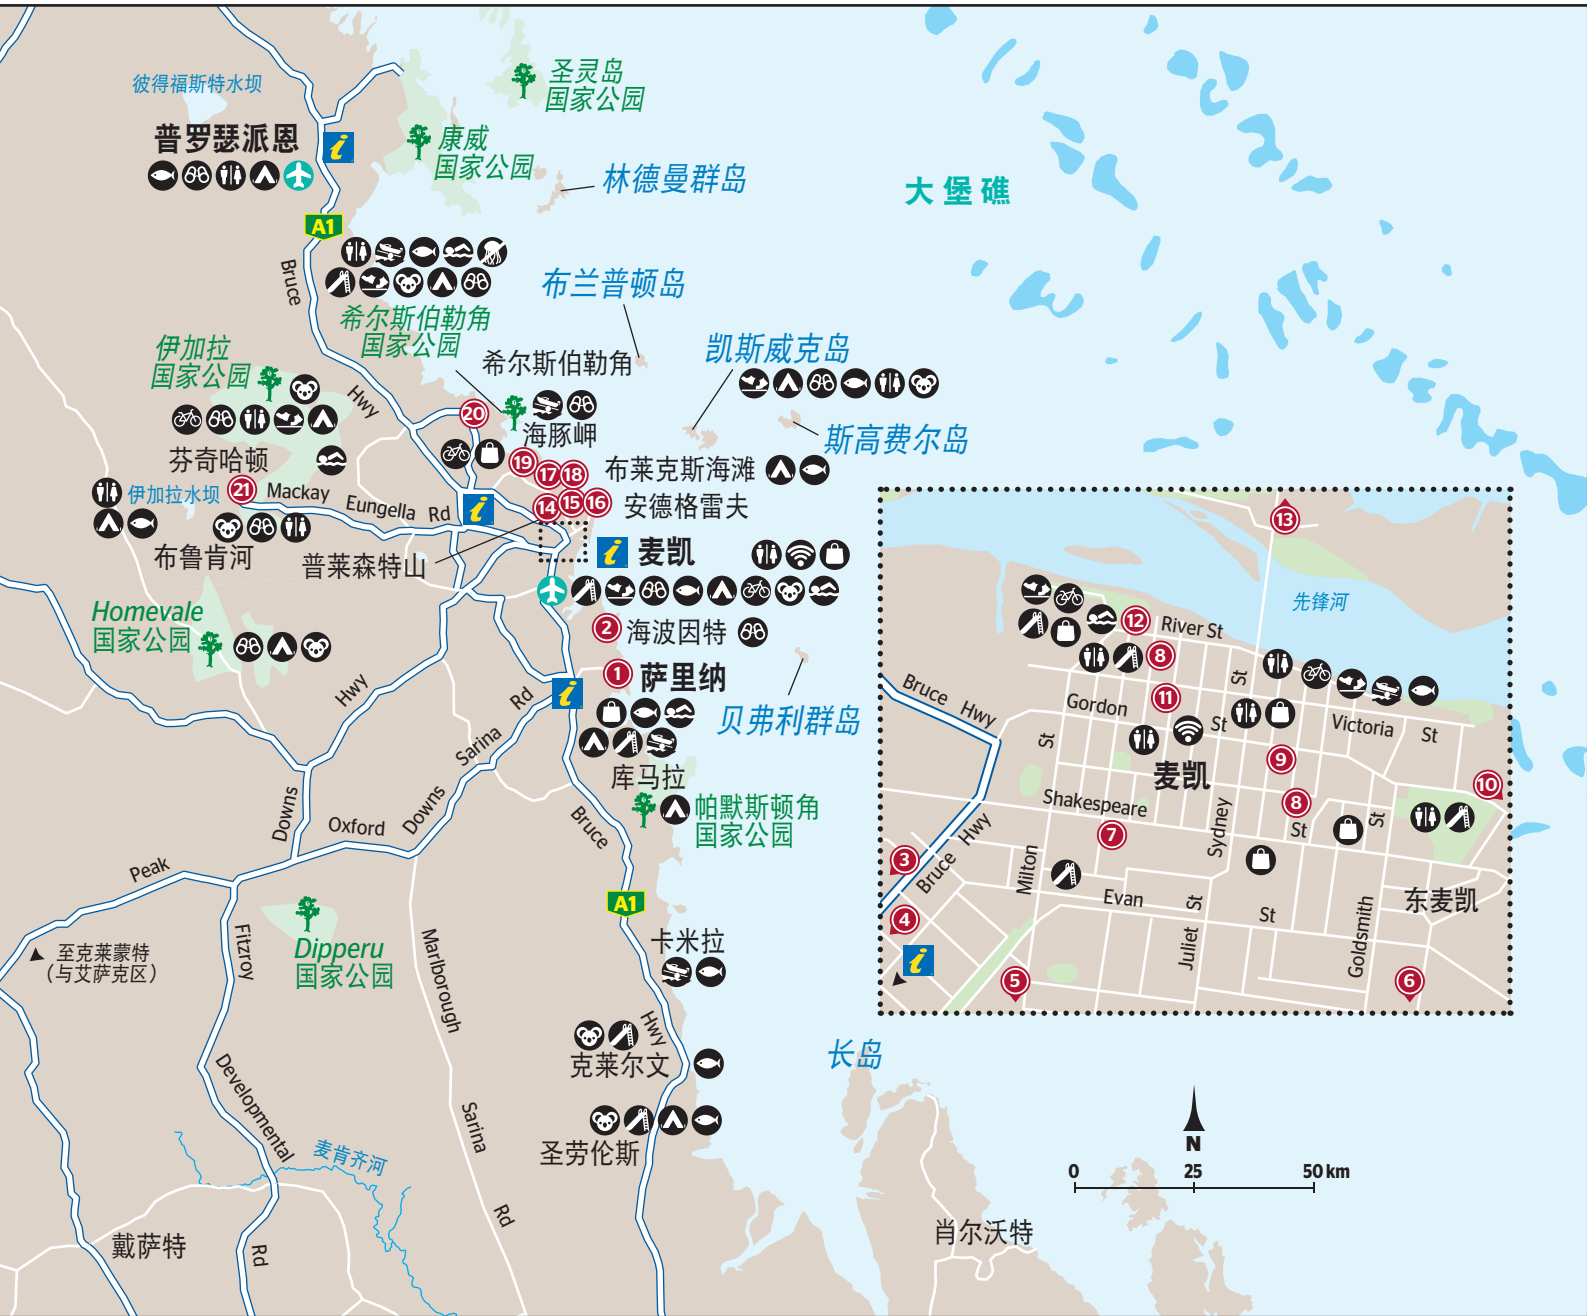 彼得福斯特水坝
普罗瑟派恩
i
圣灵岛
国家公园
康威
国家公园
林德曼群岛
大堡礁
A1
Bruce
布兰普顿岛
希尔斯伯勒角
国家公园
希尔斯伯勒角
凯斯威克岛
斯高费尔岛
伊加拉
国家公园
Hwy
20
海豚岬
19
17
18
布莱克斯海滩
芬奇哈顿
伊加拉水坝
21
Mackay
Eungella
Rd
i
14
15
16
安德格雷夫
布鲁肯河
普莱森特山
i
麦凯
Homevale
国家公园
2
海波因特
1
萨里纳
i
贝弗利群岛
Hwy
Rd
Sarina
Downs
Downs
库马拉
帕默斯顿角
国家公园
Oxford
Bruce
Peak
A1
Dipperu
国家公园
至克莱蒙特
（与艾萨克区）
Fitzroy
Marlborough
卡米拉
Hwy
克莱尔文
长岛
Developmental
Sarina
圣劳伦斯
麦肯齐河
Rd
戴萨特
Rd
肖尔沃特
N
0
25
50 km
13
先锋河
12
River St
8
Bruce
Hwy
Gordon
11
St
St
St
Victoria
St
麦凯
9
10
Shakespeare
8
St
St
7
Sydney
3
Bruce
Hwy
Milton
Evan
St
St
东麦凯
4
i
Juliet
Goldsmith
5
6